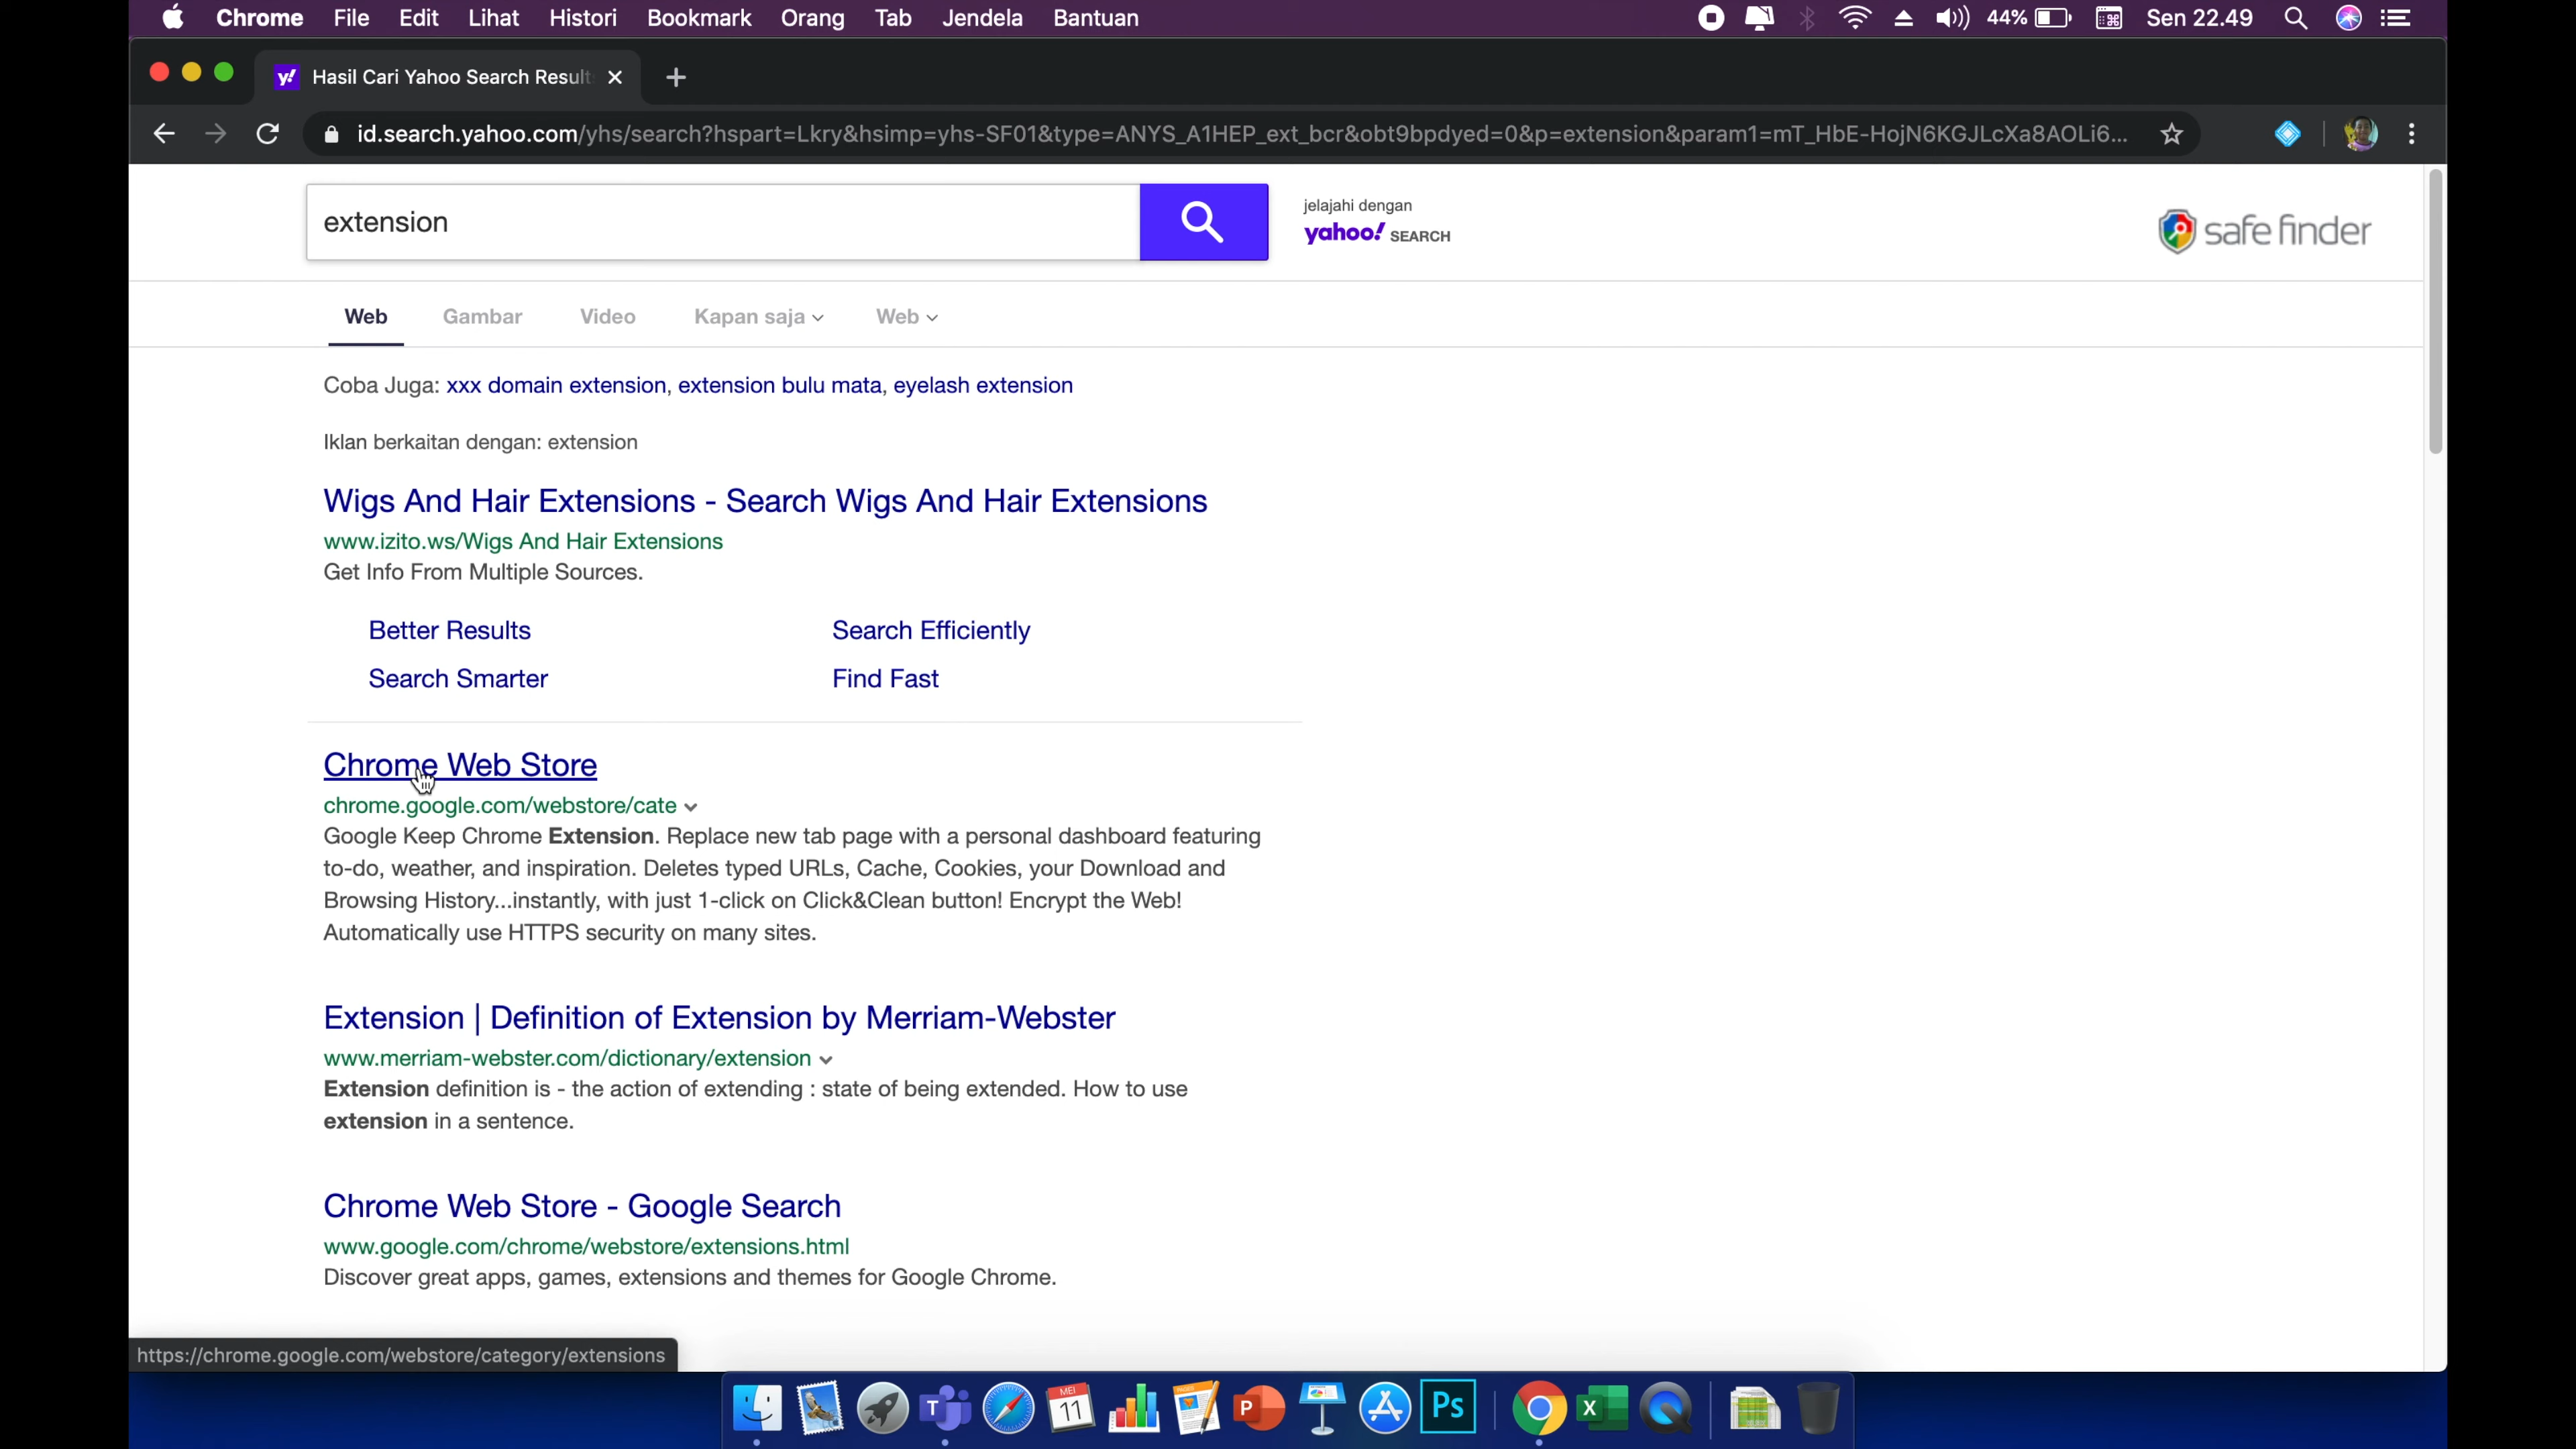 Chrome File Edit Lihat Histori Bookmark Orang Tab Jendela Bantuan 44% Sen 22.49
y! Hasil Cari Yahoo Search Result
id.search.yahoo.com/yhs/search?hspart=Lkry&hsimp=yhs-SF01&type=ANYS_A1HEP_ext_bcr&obt9bpdyed=0&p=extension&param1=mT_HbE-HojN6KGJLcXa8AOLi6...
extension
jelajahi dengan
yahoo! SEARCH
safe finder
Web Gambar Video Kapan saja Web
Coba Juga: xxx domain extension, extension bulu mata, eyelash extension
Iklan berkaitan dengan: extension
Wigs And Hair Extensions - Search Wigs And Hair Extensions
www.izito.ws/Wigs And Hair Extensions
Get Info From Multiple Sources.
Better Results Search Efficiently
Search Smarter Find Fast
Chrome Web Store
chrome.google.com/webstore/cate
Google Keep Chrome Extension. Replace new tab page with a personal dashboard featuring
to-do, weather, and inspiration. Deletes typed URLs, Cache, Cookies, your Download and
Browsing History...instantly, with just 1-click on Click&Clean button! Encrypt the Web!
Automatically use HTTPS security on many sites.
Extension | Definition of Extension by Merriam-Webster
www.merriam-webster.com/dictionary/extension
Extension definition is - the action of extending : state of being extended. How to use
extension in a sentence.
Chrome Web Store - Google Search
www.google.com/chrome/webstore/extensions.html
Discover great apps, games, extensions and themes for Google Chrome.
https://chrome.google.com/webstore/category/extensions
T MEI 11 PAGES P Ps X